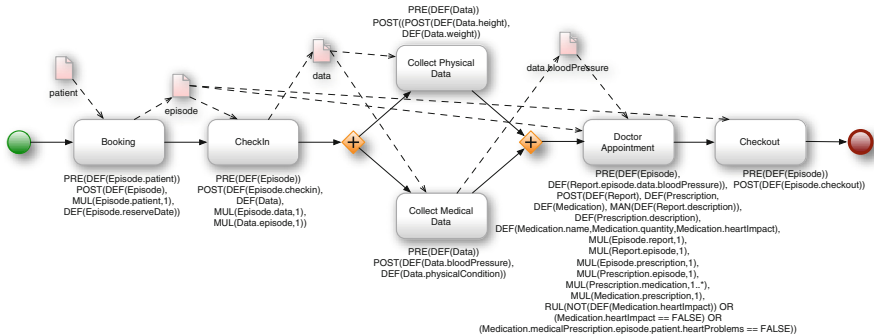 PRE(DEF(Data))
POST((POST(DEF(Data.height),
DEF(Data.weight))
Collect Physical
Data
patient
episode
data
data.bloodPressure
Booking
CheckIn
Doctor
Appointment
Checkout
PRE(DEF(Episode.patient))
POST(DEF(Episode),
MUL(Episode.patient,1),
DEF(Episode.reserveDate))
PRE(DEF(Episode))
POST(DEF(Episode.checkin),
DEF(Data),
MUL(Episode.data,1),
MUL(Data.episode,1))
Collect Medical
Data
PRE(DEF(Data))
POST(DEF(Data.bloodPressure),
DEF(Data.physicalCondition))
PRE(DEF(Episode),
DEF(Report.episode.data.bloodPressure)),
POST(DEF(Report), DEF(Prescription,
DEF(Medication), MAN(DEF(Report.description)),
DEF(Prescription.description),
DEF(Medication.name,Medication.quantity,Medication.heartImpact),
MUL(Episode.report,1),
MUL(Report.episode,1),
MUL(Episode.prescription,1),
MUL(Prescription.episode,1),
MUL(Prescription.medication,1..*),
MUL(Medication.prescription,1),
RUL(NOT(DEF(Medication.heartImpact)) OR
(Medication.heartImpact == FALSE) OR
(Medication.medicalPrescription.episode.patient.heartProblems == FALSE))
PRE(DEF(Episode))
POST(DEF(Episode.checkout))